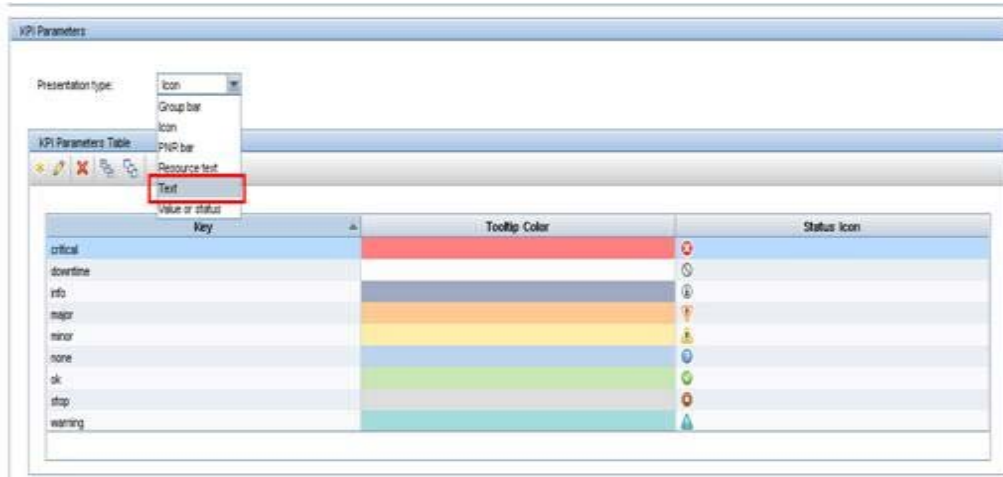 KPI Parameters
Presentation type: Icon
Group bar
Icon
PNR bar
KPI Parameters Table
Resource text
Text
Value or status
Key Tooltip Color Status Icon
critical
downtime
info
major
minor
none
ok
stop
warning